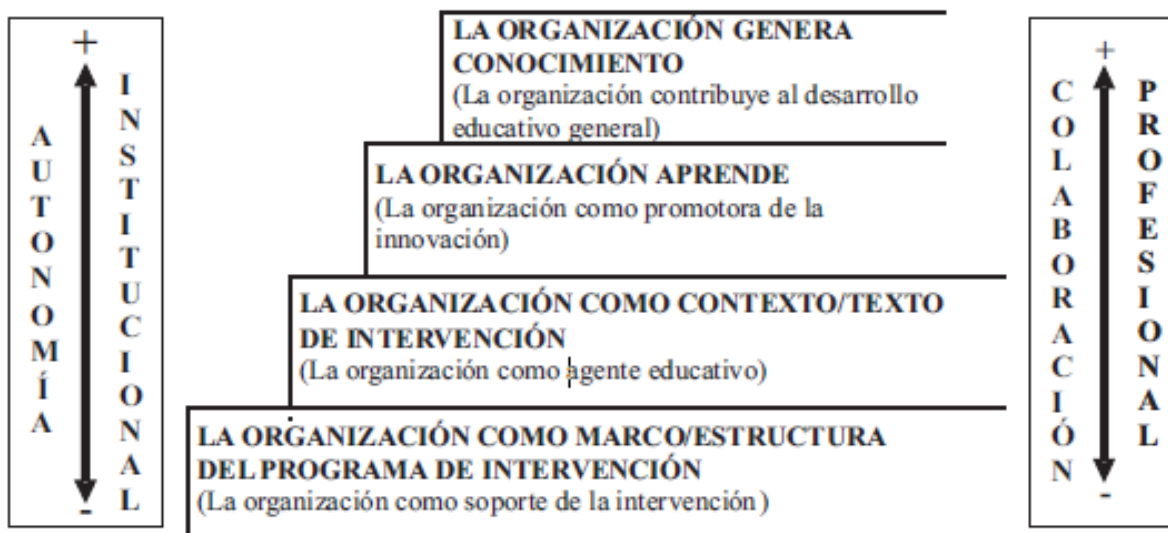 +
AUTONOMÍA
INSTITUCIONAL
-
LA ORGANIZACIÓN GENERA
CONOCIMIENTO
(La organización contribuye al desarrollo
educativo general)
LA ORGANIZACIÓN APRENDE
(La organización como promotora de la
innovación)
LA ORGANIZACIÓN COMO CONTEXTO/TEXTO
DE INTERVENCIÓN
(La organización como agente educativo)
LA ORGANIZACIÓN COMO MARCO/ESTRUCTURA
DEL PROGRAMA DE INTERVENCIÓN
(La organización como soporte de la intervención)
+
COLABORACIÓN
PROFESIONAL
-